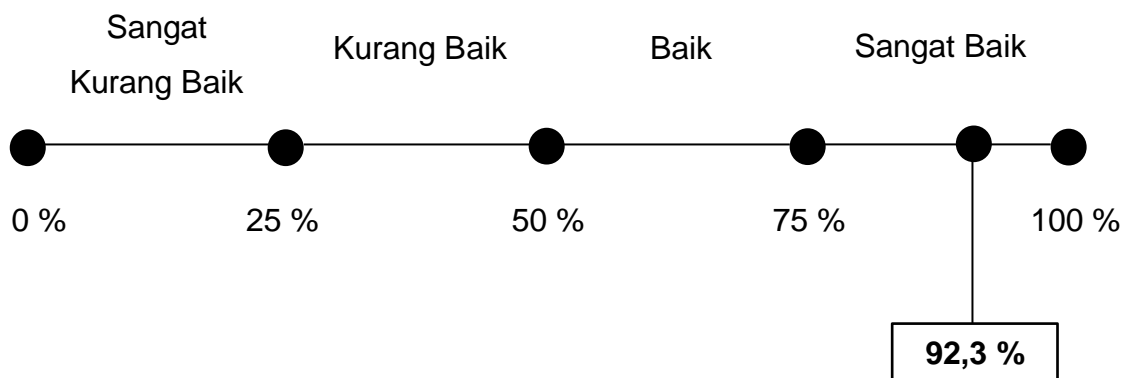 Sangat
Kurang Baik
Kurang Baik
Baik
Sangat Baik
0 %
25 %
50 %
75 %
100 %
92,3 %